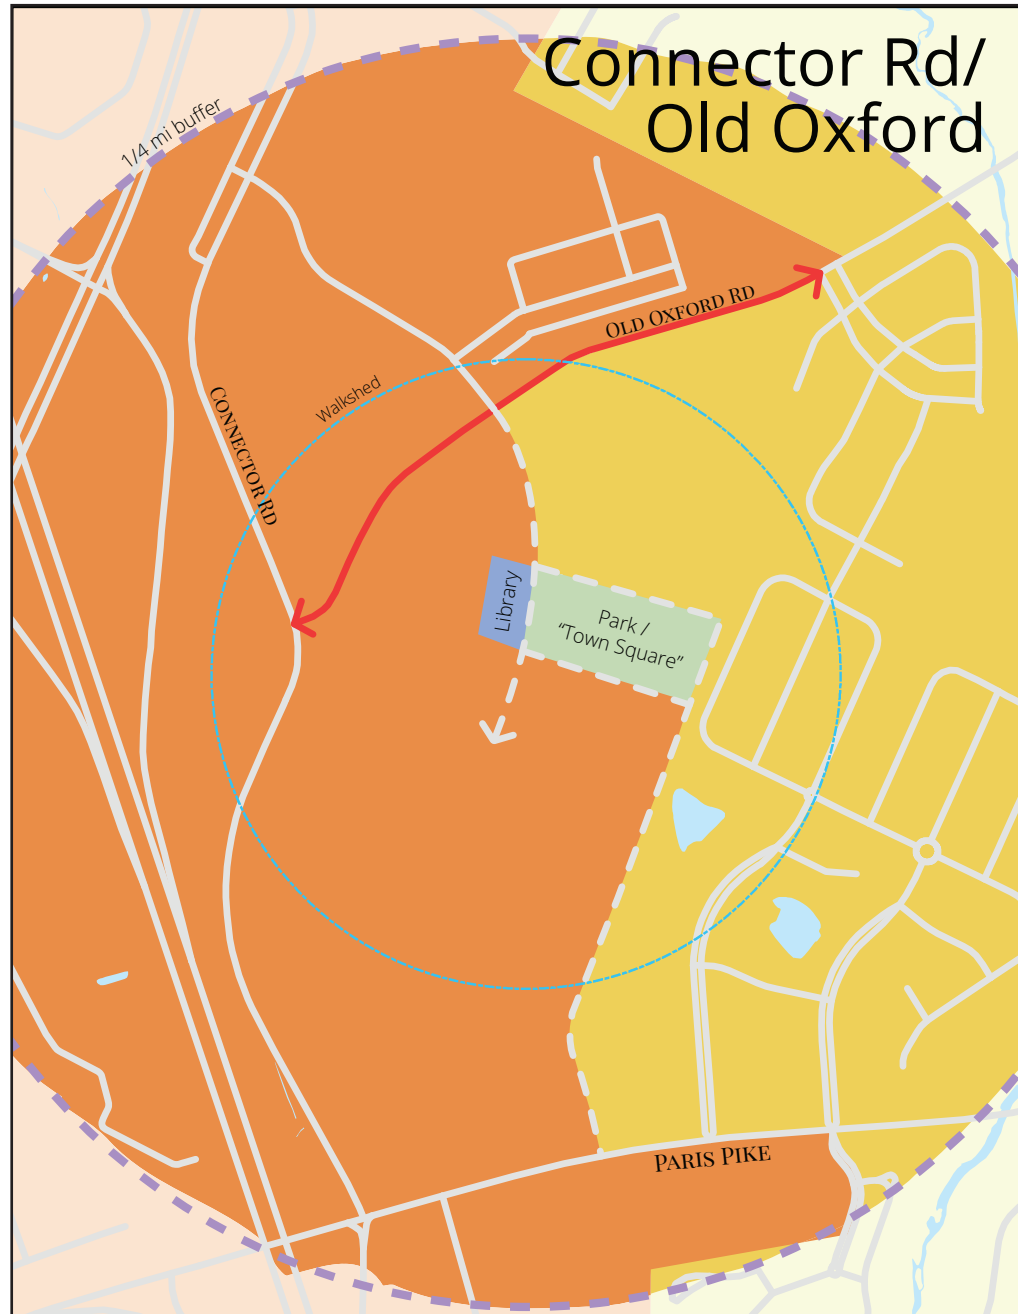 Connector Rd/
Old Oxford
1/4 mi buffer
Old Oxford Rd
Walkshed
Connector Rd
Library
Park /
“Town Square”
Paris Pike